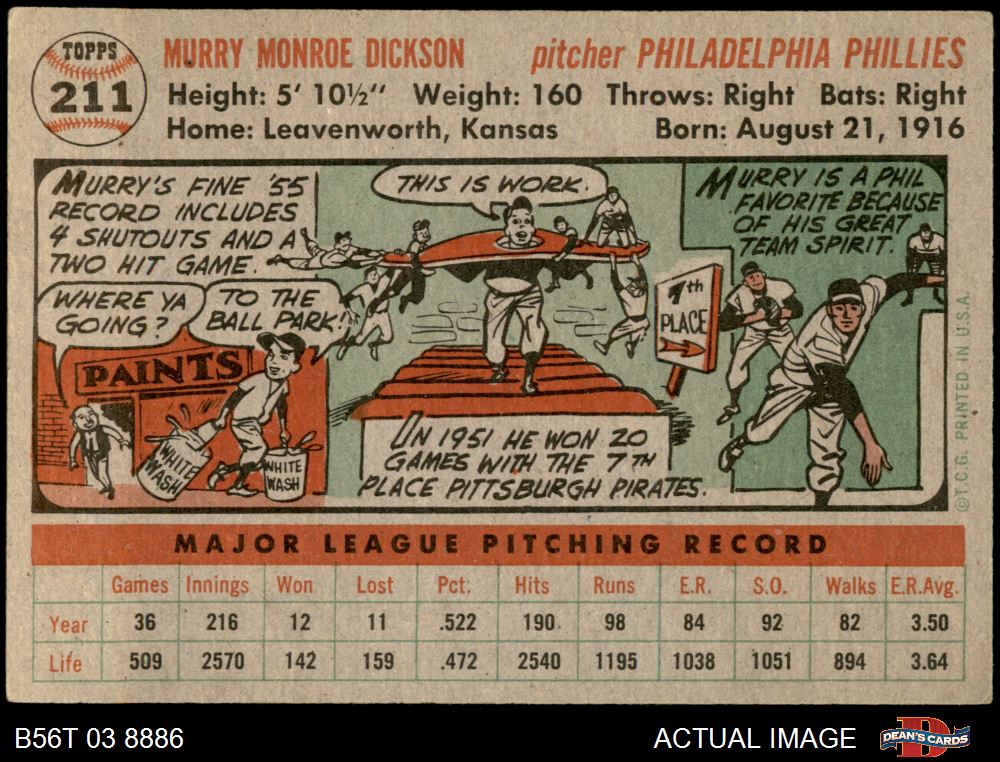 TOPPS
211
MURRY MONROE DICKSON pitcher PHILADELPHIA PHILLIES
Height: 5' 10½" Weight: 160 Throws: Right Bats: Right
Home: Leavenworth, Kansas Born: August 21, 1916
MURRY'S FINE '55
RECORD INCLUDES
4 SHUTOUTS AND A
TWO HIT GAME.
WHERE YA
GOING?
TO THE
BALL PARK!
PAINTS
WHITE
WASH
WHITE
WASH
THIS IS WORK.
7th
PLACE
IN 1951 HE WON 20
GAMES WITH THE 7TH
PLACE PITTSBURGH PIRATES.
MURRY IS A PHIL
FAVORITE BECAUSE
OF HIS GREAT
TEAM SPIRIT.
© T.C.G. PRINTED IN U.S.A.
MAJOR LEAGUE PITCHING RECORD
Games Innings Won Lost Pct. Hits Runs E.R. S.O. Walks E.R.Avg.
Year 36 216 12 11 .522 190 98 84 92 82 3.50
Life 509 2570 142 159 .472 2540 1195 1038 1051 894 3.64
B56T 03 8886 ACTUAL IMAGE
D
DEAN'S CARDS